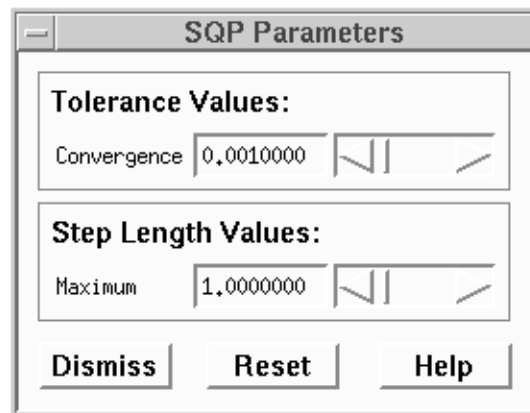 SQP Parameters
Tolerance Values:
Convergence 0.0010000
Step Length Values:
Maximum 1.0000000
Dismiss Reset Help